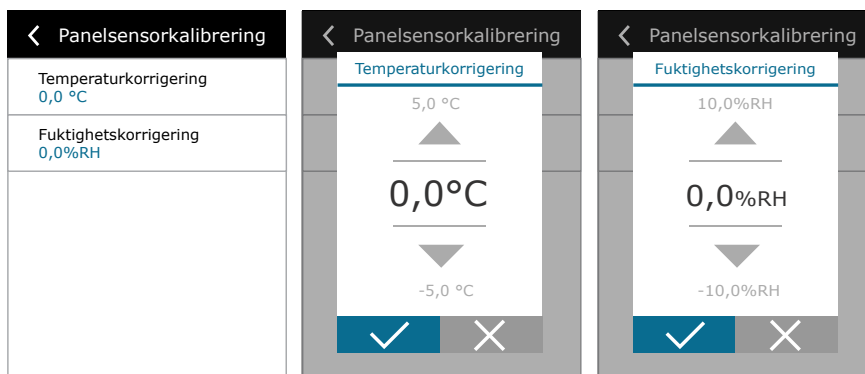 Panelsensorkalibrering
Temperaturkorrigering
0,0 °C
Fuktighetskorrigering
0,0%RH
Panelsensorkalibrering
Temperaturkorrigering
5,0 °C
0,0°C
-5,0 °C
Panelsensorkalibrering
Fuktighetskorrigering
10,0%RH
0,0%RH
-10,0%RH